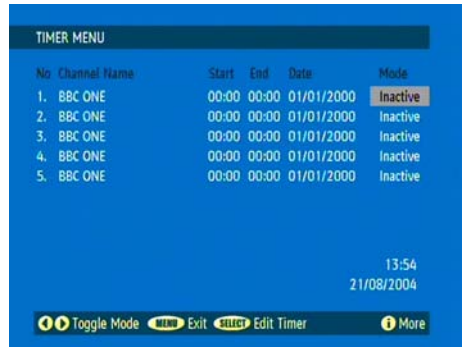 TIMER MENU
No Channel Name Start End Date Mode
1. BBC ONE 00:00 00:00 01/01/2000 Inactive
2. BBC ONE 00:00 00:00 01/01/2000 Inactive
3. BBC ONE 00:00 00:00 01/01/2000 Inactive
4. BBC ONE 00:00 00:00 01/01/2000 Inactive
5. BBC ONE 00:00 00:00 01/01/2000 Inactive
13:54
21/08/2004
Toggle Mode MENU Exit SELECT Edit Timer i More